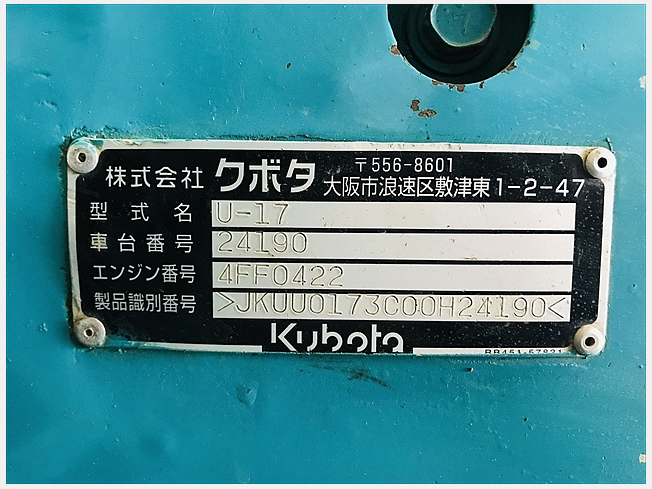 株式会社 クボタ 〒556-8601
大阪市浪速区敷津東1-2-47
型式名 U-17
車台番号 24190
エンジン番号 4FF0422
製品識別番号 >JKUU0173C00H24190<
Kubota